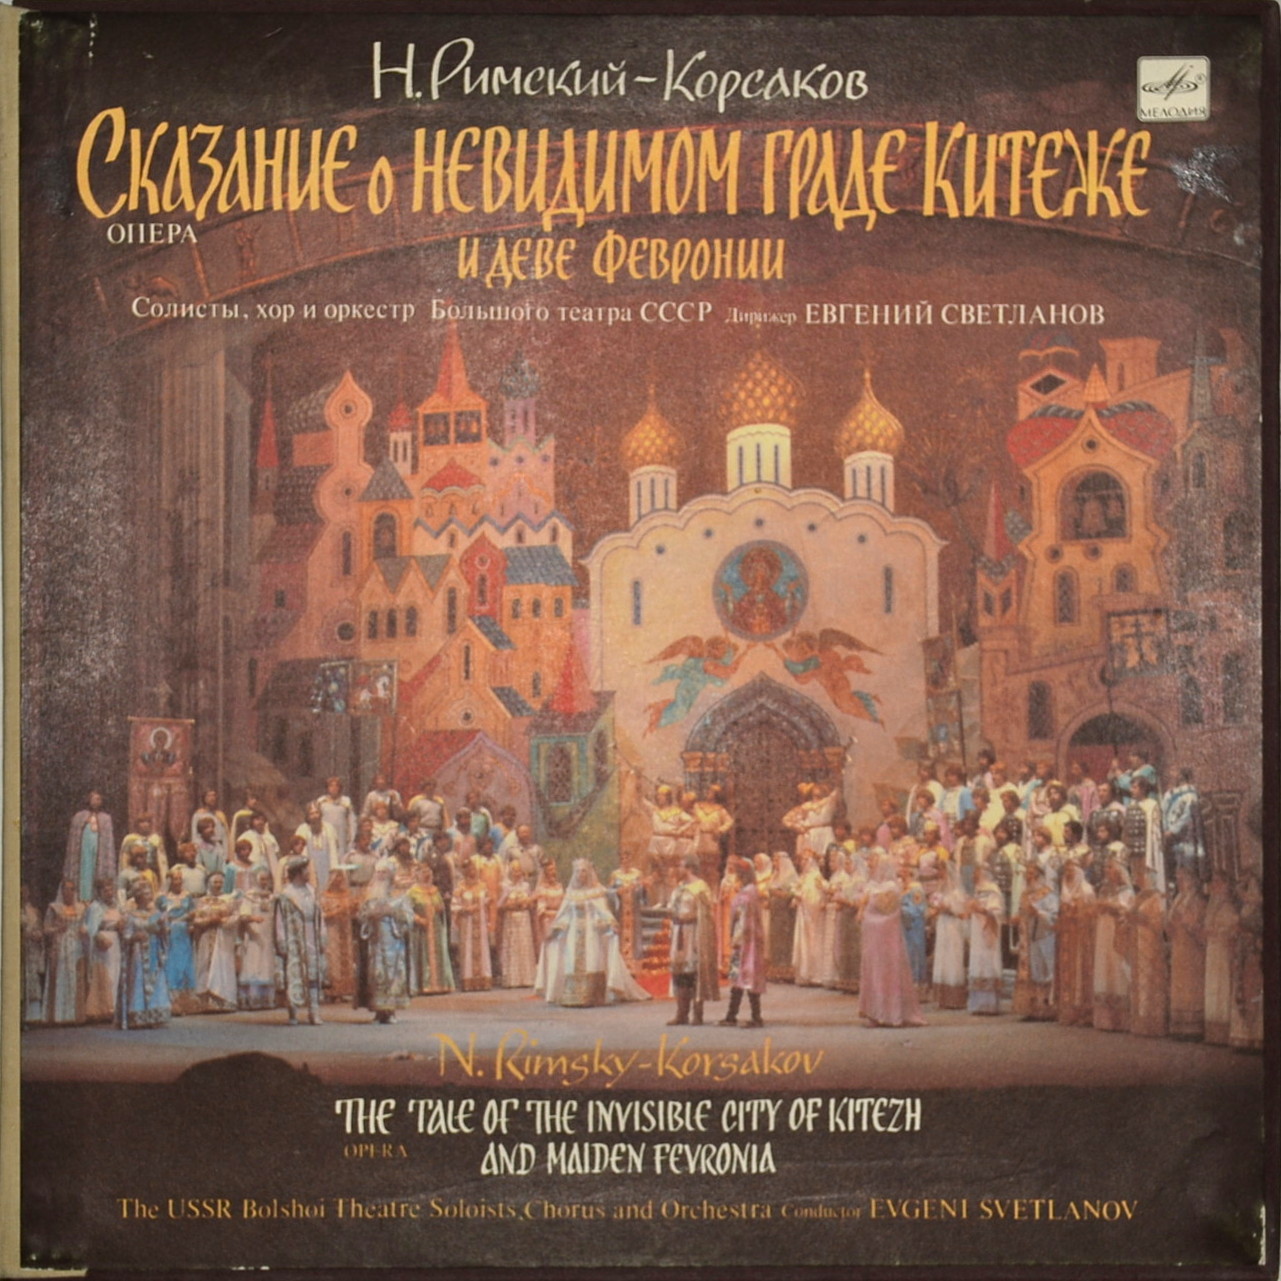 Н. Римский-Корсаков
МЕЛОДИЯ
Сказание о невидимом граде Китеже
ОПЕРА
и деве Февронии
Солисты, хор и оркестр Большого театра СССР Дирижер ЕВГЕНИЙ СВЕТЛАНОВ
N. Rimsky-Korsakov
THE TALE OF THE INVISIBLE CITY OF KITEZH
OPERA
AND MAIDEN FEVRONIA
The USSR Bolshoi Theatre Soloists, Chorus and Orchestra Conductor EVGENI SVETLANOV